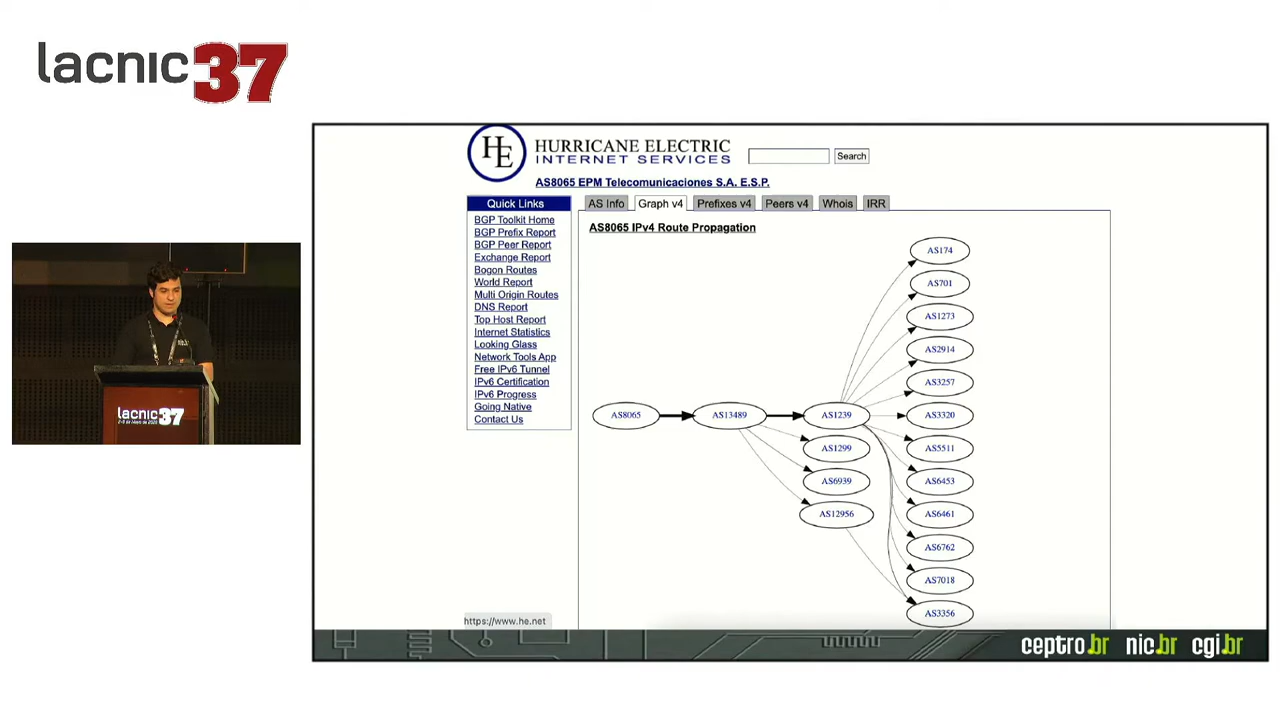 lacnic37
HE
HURRICANE ELECTRIC
INTERNET SERVICES
Search
AS8065 EPM Telecomunicaciones S.A. E.S.P.
Quick Links
BGP Toolkit Home
BGP Prefix Report
BGP Peer Report
Exchange Report
Bogon Routes
World Report
Multi Origin Routes
DNS Report
Top Host Report
Internet Statistics
Looking Glass
Network Tools App
Free IPv6 Tunnel
IPv6 Certification
IPv6 Progress
Going Native
Contact Us
AS Info Graph v4 Prefixes v4 Peers v4 Whois IRR
AS8065 IPv4 Route Propagation
AS8065
AS13489
AS1239
AS1299
AS6939
AS12956
AS174
AS701
AS1273
AS2914
AS3257
AS3320
AS5511
AS6453
AS6461
AS6762
AS7018
AS3356
https://www.he.net
lacnic37
ceptro.br nic.br cgi.br